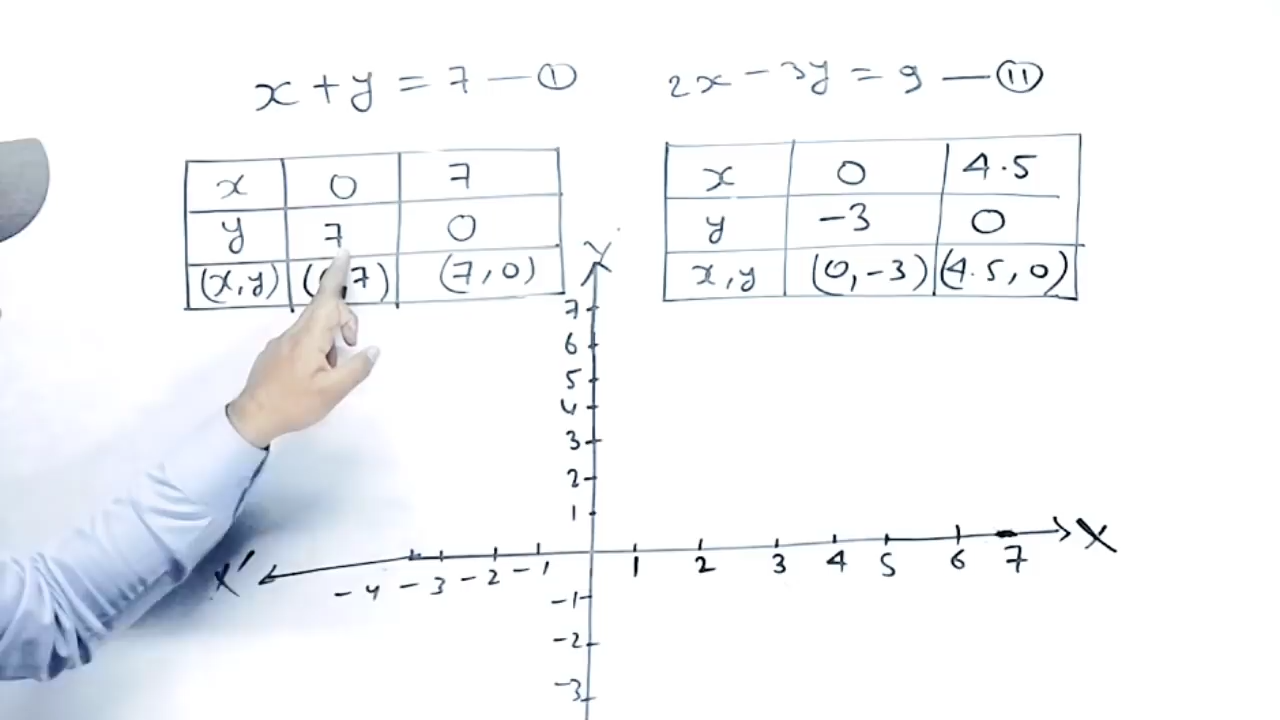 x + y = 7 — ①
2x - 3y = 9 — ⑪
x 0 7
y 7 0
(x,y) ( 7) (7,0)
x 0 4.5
y -3 0
x,y (0,-3) (4.5,0)
Y
7
6
5
4
3
2
1
X' -4 -3 -2 -1 1 2 3 4 5 6 7 X
-1
-2
-3